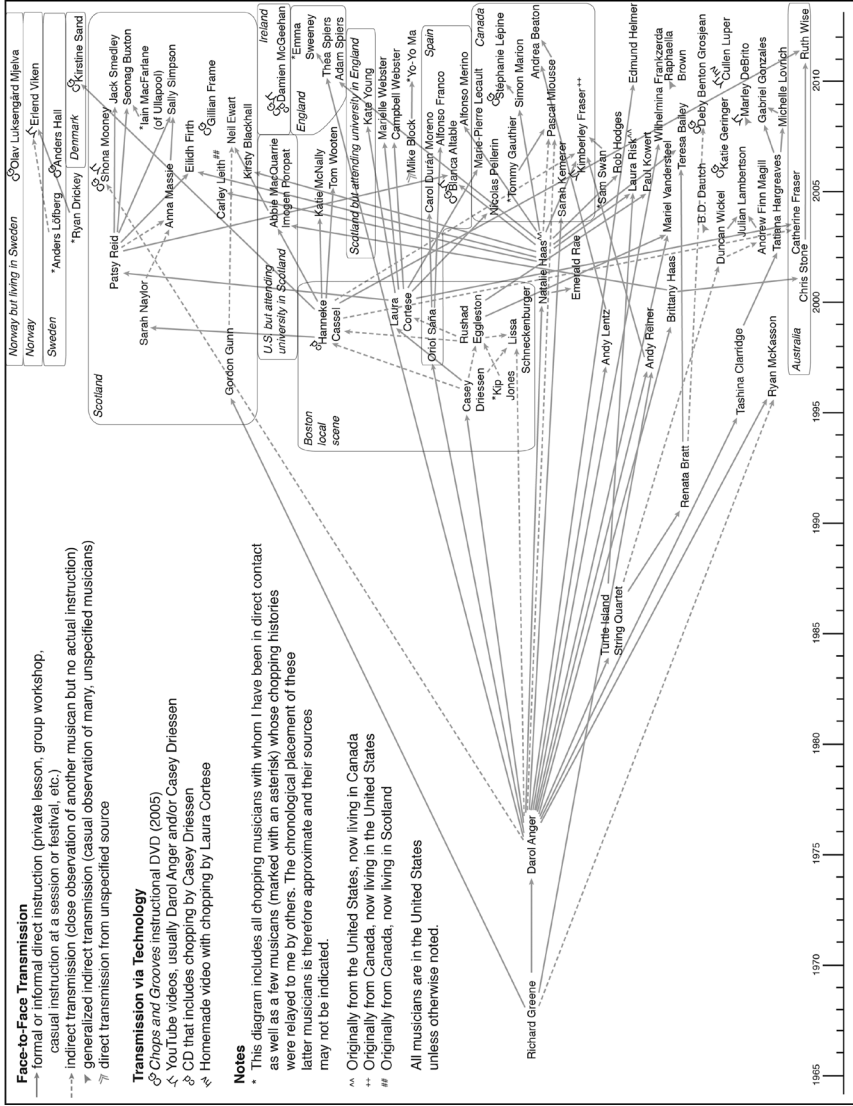 Face-to-Face Transmission
formal or informal direct instruction (private lesson, group workshop,
casual instruction at a session or festival, etc.)
indirect transmission (close observation of another musican but no actual instruction)
generalized indirect transmission (casual observation of many, unspecified musicians)
direct transmission from unspecified source
Transmission via Technology
Chops and Grooves instructional DVD (2005)
YouTube videos, usually Darol Anger and/or Casey Driessen
CD that includes chopping by Casey Driessen
Homemade video with chopping by Laura Cortese
Notes
* This diagram includes all chopping musicians with whom I have been in direct contact
as well as a few musicans (marked with an asterisk) whose chopping histories
were relayed to me by others. The chronological placement of these
latter musicians is therefore approximate and their sources
may not be indicated.
^^ Originally from the United States, now living in Canada
++ Originally from Canada, now living in the United States
## Originally from Canada, now living in Scotland
All musicians are in the United States
unless otherwise noted.
Norway but living in Sweden
Olav Luksengård Mjelva
Norway
Erlend Viken
Sweden
*Anders Löfberg
Anders Hall
*Ryan Drickey
Denmark
Kirstine Sand
Scotland
Patsy Reid
Shona Mooney
Jack Smedley
Seonag Buxton
*Iain MacFarlane
(of Ullapool)
Sally Simpson
Sarah Naylor
Anna Massie
Eilidh Firth
Gillian Frame
Carley Leith##
Gordon Gunn
Neil Ewart
Kirsty Blackhall
U.S. but attending
university in Scotland
Abbie MacQuarrie
Imogen Poropat
Ireland
Damien McGeehan
England
*Emma
Sweeney
Thea Spiers
Adam Spiers
Boston
local
scene
Hanneke
Cassel
Katie McNally
Tom Wooten
Scotland but attending university in England
Kate Young
Laura
Cortese
Marielle Webster
Campbell Webster
*Mike Block
*Yo-Yo Ma
Spain
Oriol Saña
Carol Duran Moreno
Alfonso Franco
Bianca Altable
Alfonso Merino
Casey
Driessen
Rushad
Eggleston
*Kip
Jones
Lissa
Schneckenburger
Canada
Marie-Pierre Lecault
Nicolas Pellerin
Stéphanie Lépine
*Tommy Gauthier
Simon Marion
Andrea Beaton
Natalie Haas^^
Pascal Miousse
Sarah Kemerer
Emerald Rae
Kimberley Fraser++
*Sam Swan
Rob Hodges
Edmund Helmer
Andy Lentz
Laura Risk^^
Paul Kowert
Andy Reiner
Wilhelmina Frankzerda
Mariel Vandersteel
Raphaella
Brown
Brittany Haas
Teresa Bailey
Renata Bratt
B.D. Dautch
Deby Benton Grosjean
Duncan Wickel
Katie Geringer
Cullen Luper
Julian Lambertson
Marley DeBrito
Andrew Finn Magill
Gabriel Gonzales
Tashina Clarridge
Tatiana Hargreaves
Michelle Lovrich
Ryan McKasson
Australia
Chris Stone
Catherine Fraser
Ruth Wise
Richard Greene
Darol Anger
Turtle Island
String Quartet
1965
1970
1975
1980
1985
1990
1995
2000
2005
2010